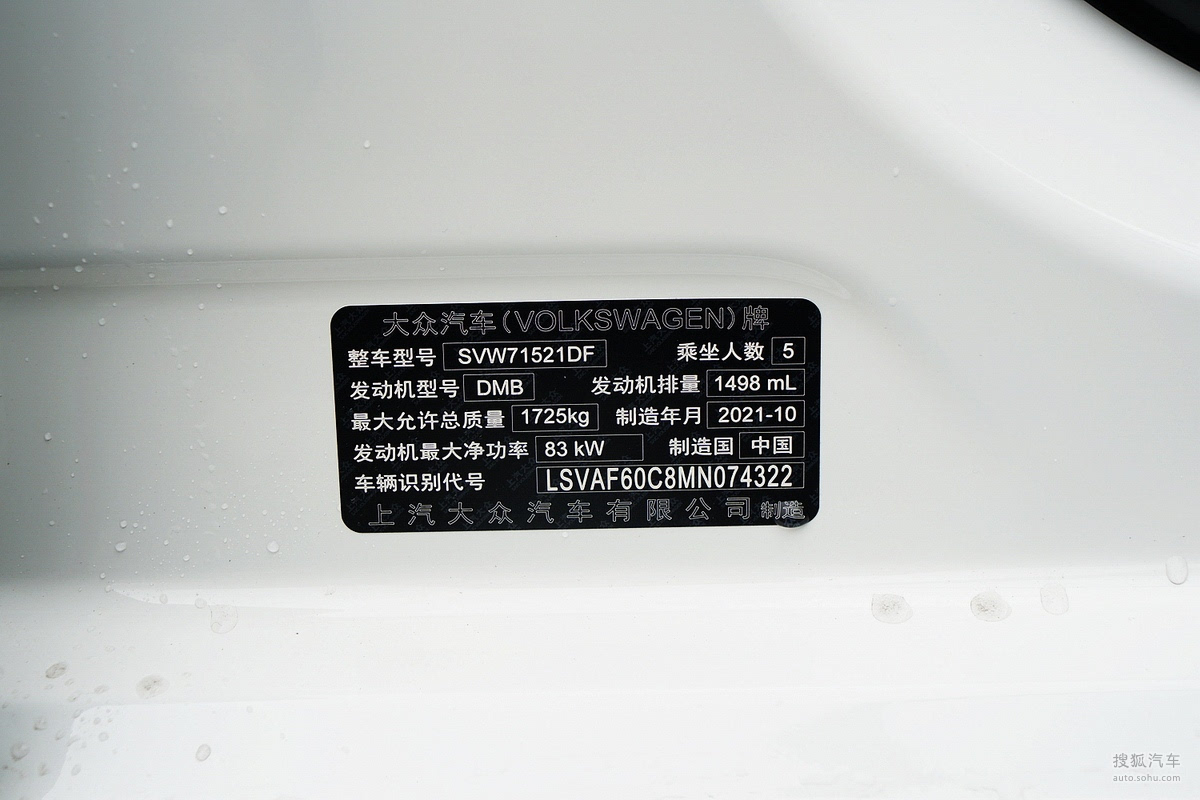 大众汽车(VOLKSWAGEN)牌
整车型号 SVW71521DF 乘坐人数 5
发动机型号 DMB 发动机排量 1498 mL
最大允许总质量 1725kg 制造年月 2021-10
发动机最大净功率 83 kW 制造国 中国
车辆识别代号 LSVAF60C8MN074322
上汽大众汽车有限公司 制造
搜狐汽车
auto.sohu.com